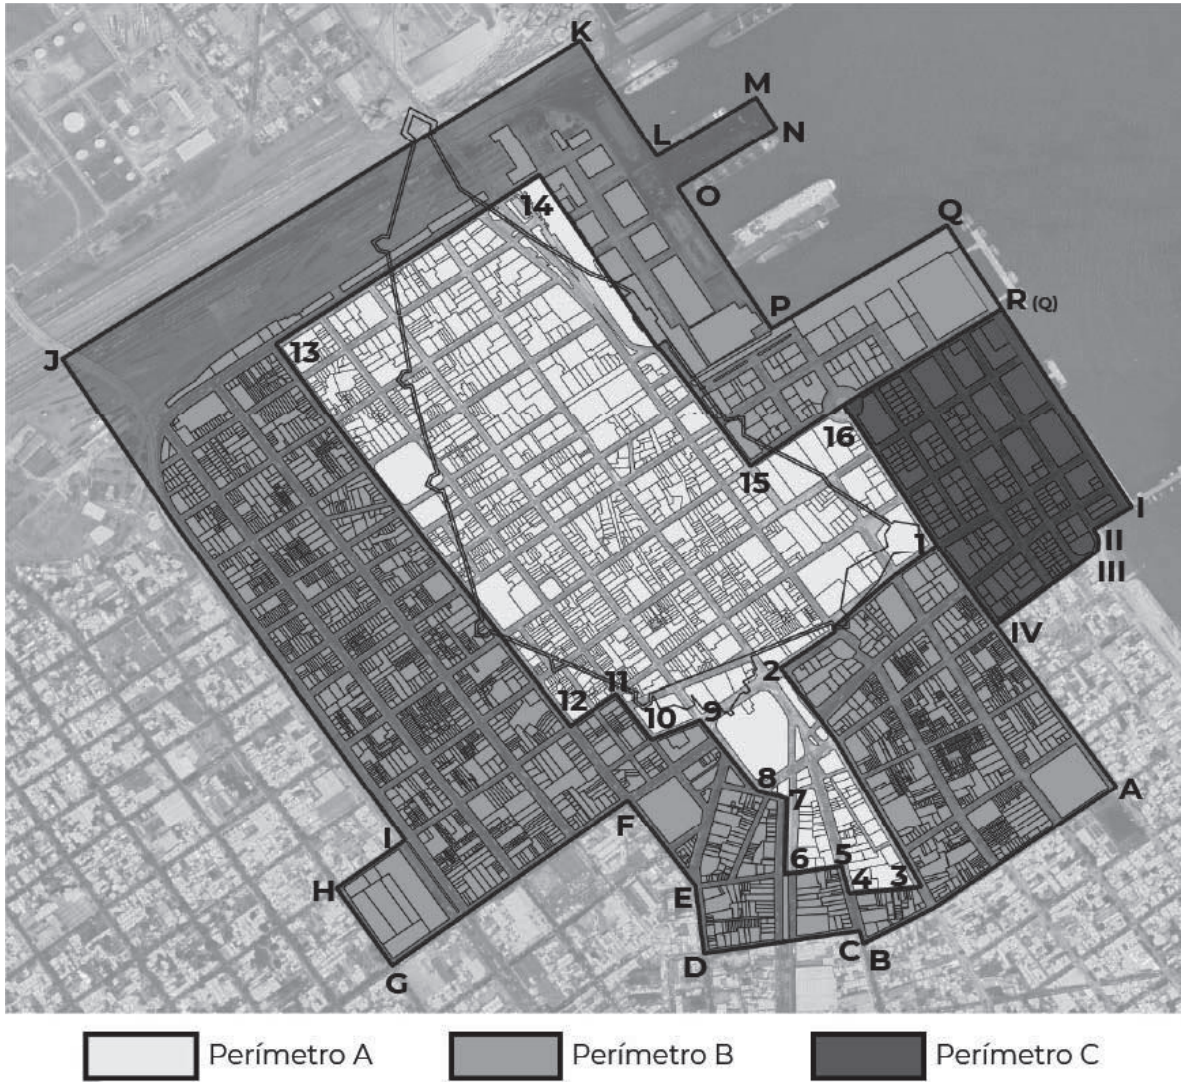 K
M
L
N
14
O
Q
P
R (Q)
13
J
16
15
I
1
II
III
IV
2
11
12
10
9
8
7
A
F
I
6
5
H
E
4
3
C
B
D
G
Perímetro A
Perímetro B
Perímetro C